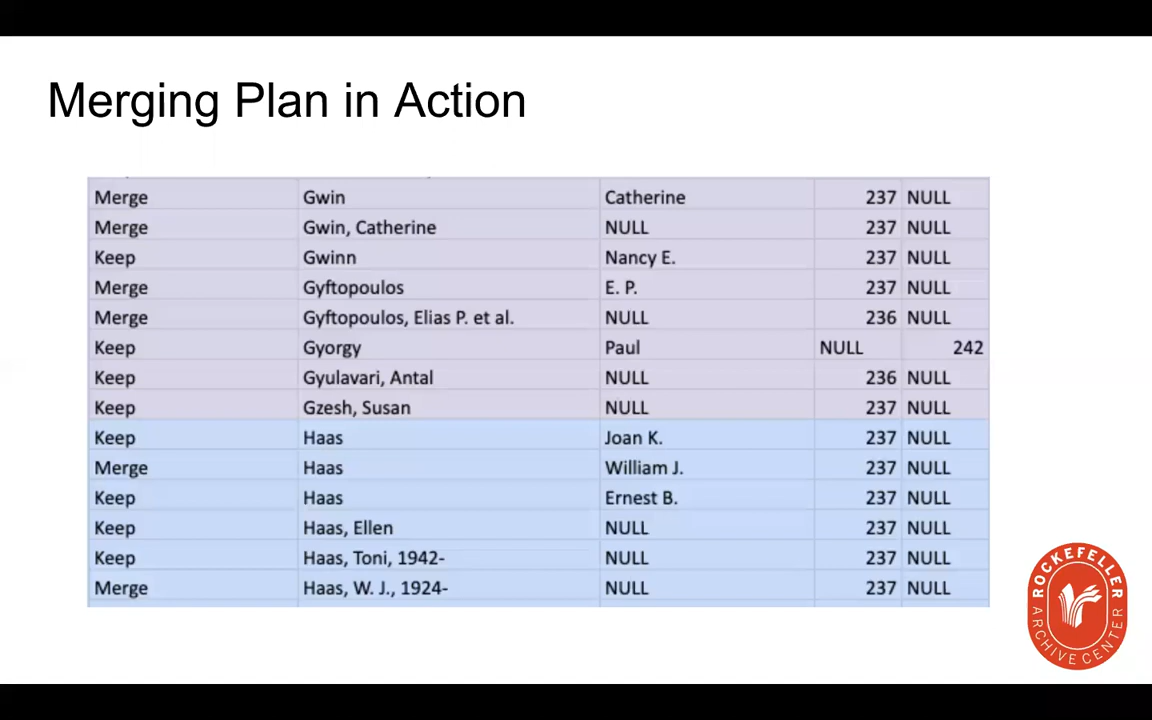 Merging Plan in Action
Merge Gwin Catherine 237 NULL
Merge Gwin, Catherine NULL 237 NULL
Keep Gwinn Nancy E. 237 NULL
Merge Gyftopoulos E. P. 237 NULL
Merge Gyftopoulos, Elias P. et al. NULL 236 NULL
Keep Gyorgy Paul NULL 242
Keep Gyulavari, Antal NULL 236 NULL
Keep Gzesh, Susan NULL 237 NULL
Keep Haas Joan K. 237 NULL
Merge Haas William J. 237 NULL
Keep Haas Ernest B. 237 NULL
Keep Haas, Ellen NULL 237 NULL
Keep Haas, Toni, 1942- NULL 237 NULL
Merge Haas, W. J., 1924- NULL 237 NULL
ROCKEFELLER
ARCHIVE CENTER